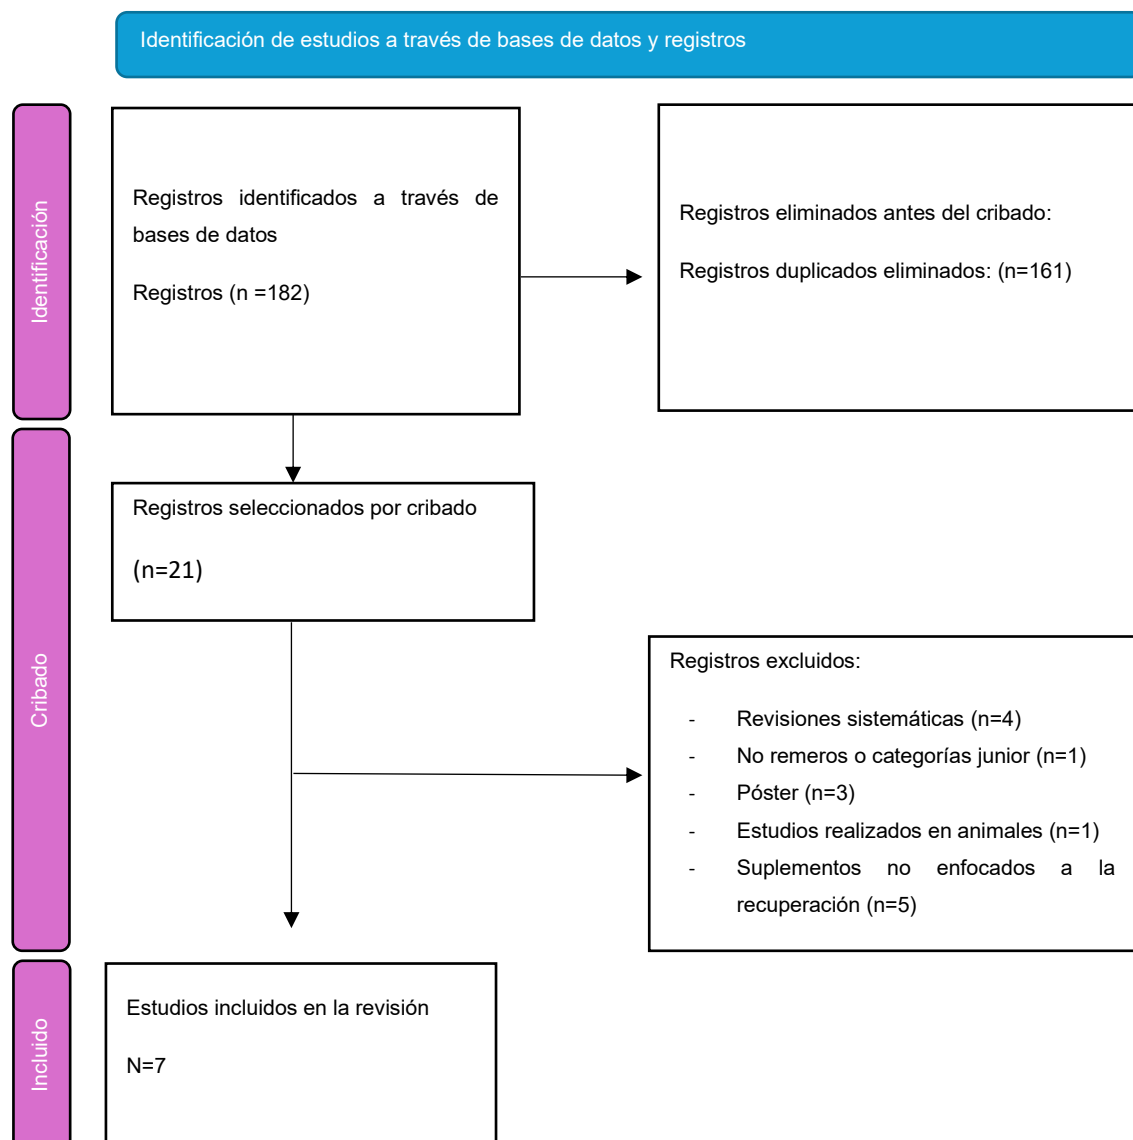 Identificación de estudios a través de bases de datos y registros
Identificación
Registros identificados a través de
bases de datos
Registros (n =182)
Registros eliminados antes del cribado:
Registros duplicados eliminados: (n=161)
Cribado
Registros seleccionados por cribado
(n=21)
Registros excluidos:
- Revisiones sistemáticas (n=4)
- No remeros o categorías junior (n=1)
- Póster (n=3)
- Estudios realizados en animales (n=1)
- Suplementos no enfocados a la
recuperación (n=5)
Incluido
Estudios incluidos en la revisión
N=7